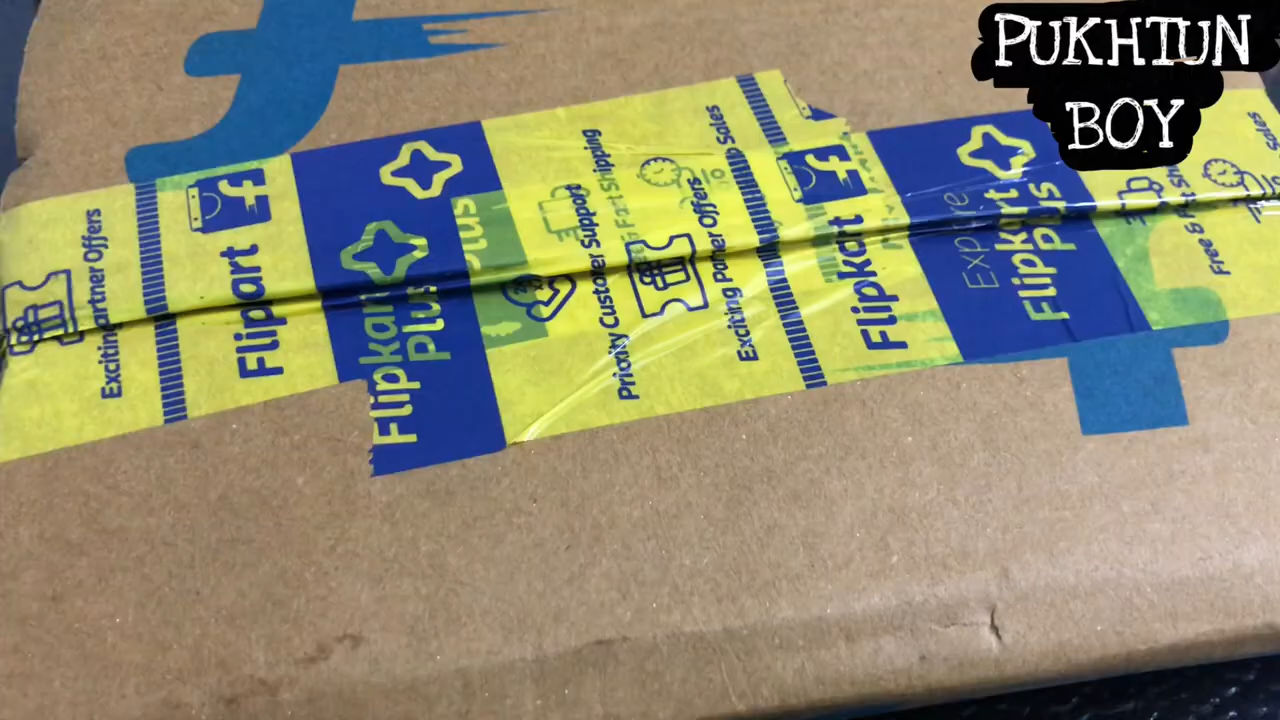 PUKHTUN
BOY
Exciting Partner Offers
Flipkart
Flipkart
Plus
Plus
Priority Customer Support
Fast Shipping
Exciting Partner Offers
Sales
Flipkart
Explore
Flipkart
Plus
Free & Fast Sh
Sales